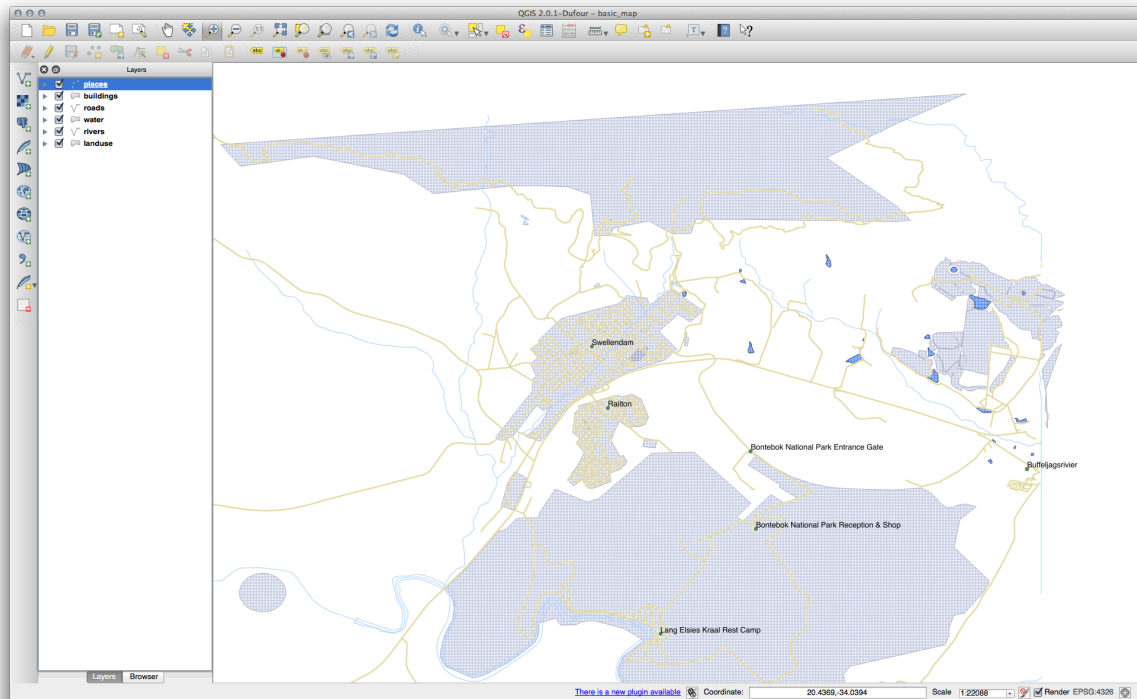 QGIS 2.0.1-Dufour - basic_map
Layers
places
buildings
roads
water
rivers
landuse
Swellendam
Railton
Bontebok National Park Entrance Gate
Buffeljagsrivier
Bontebok National Park Reception & Shop
Lang Elsies Kraal Rest Camp
Layers Browser
There is a new plugin available Coordinate: 20.4369,-34.0394 Scale 1:22088 Render EPSG:4326